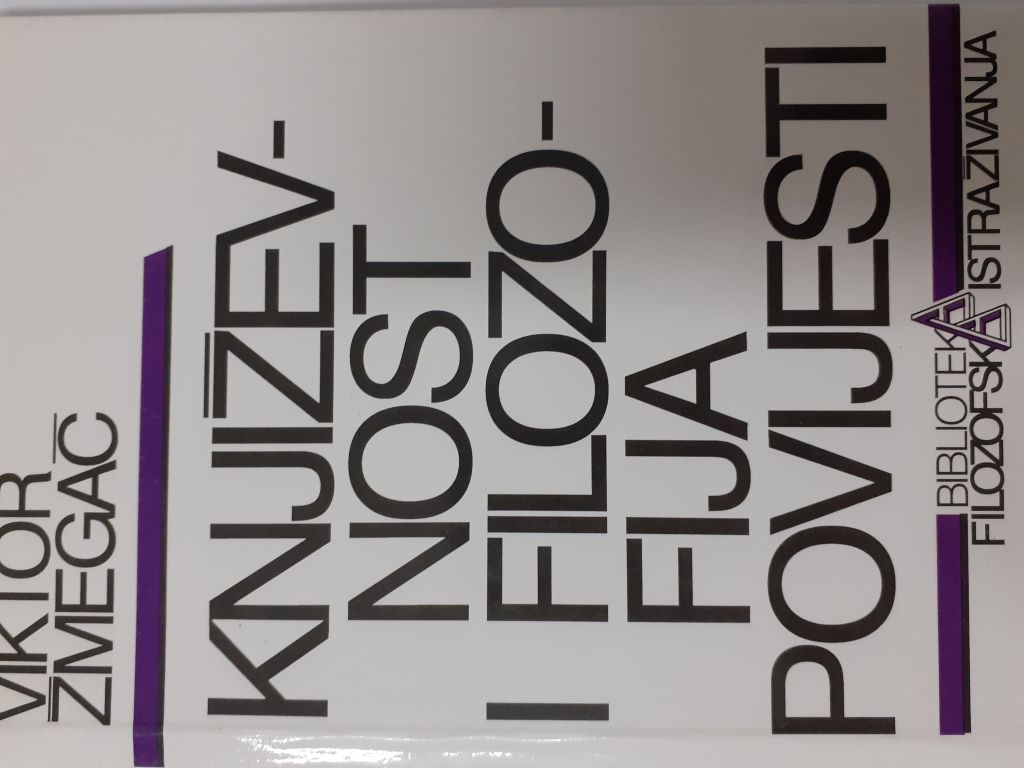 VIKTOR
ŽMEGAČ
KNJIŽEV-
NOST
I FILOZO-
FIJA
POVIJESTI
BIBLIOTEKA
FILOZOFSKA ISTRAŽIVANJA